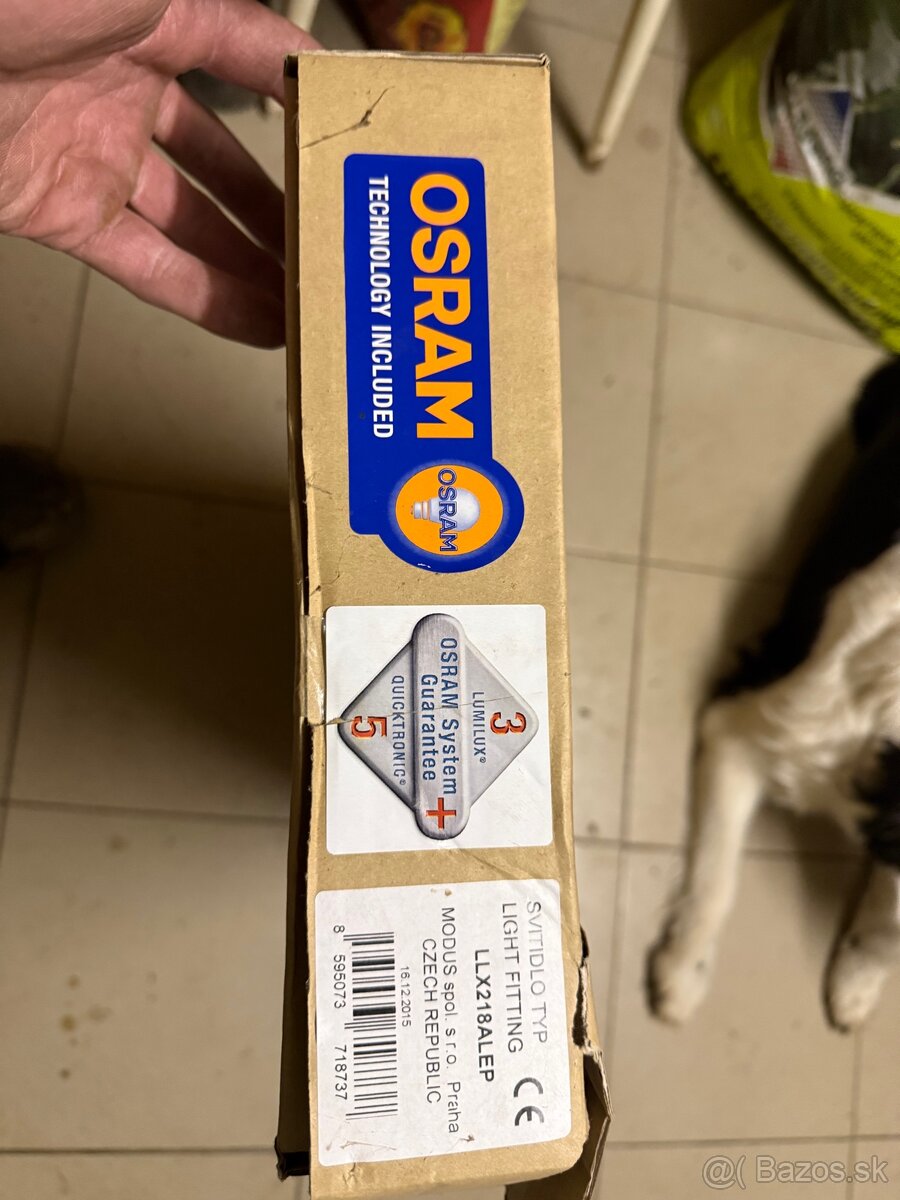 OSRAM
TECHNOLOGY INCLUDED
OSRAM
3
LUMILUX®
OSRAM System +
Guarantee
QUICKTRONIC®
5
SVITIDLO TYP
LIGHT FITTING
CE
LLX218ALEP
MODUS spol. s r.o. Praha
CZECH REPUBLIC
16.12.2015
8 595073 718737
@( Bazos.sk